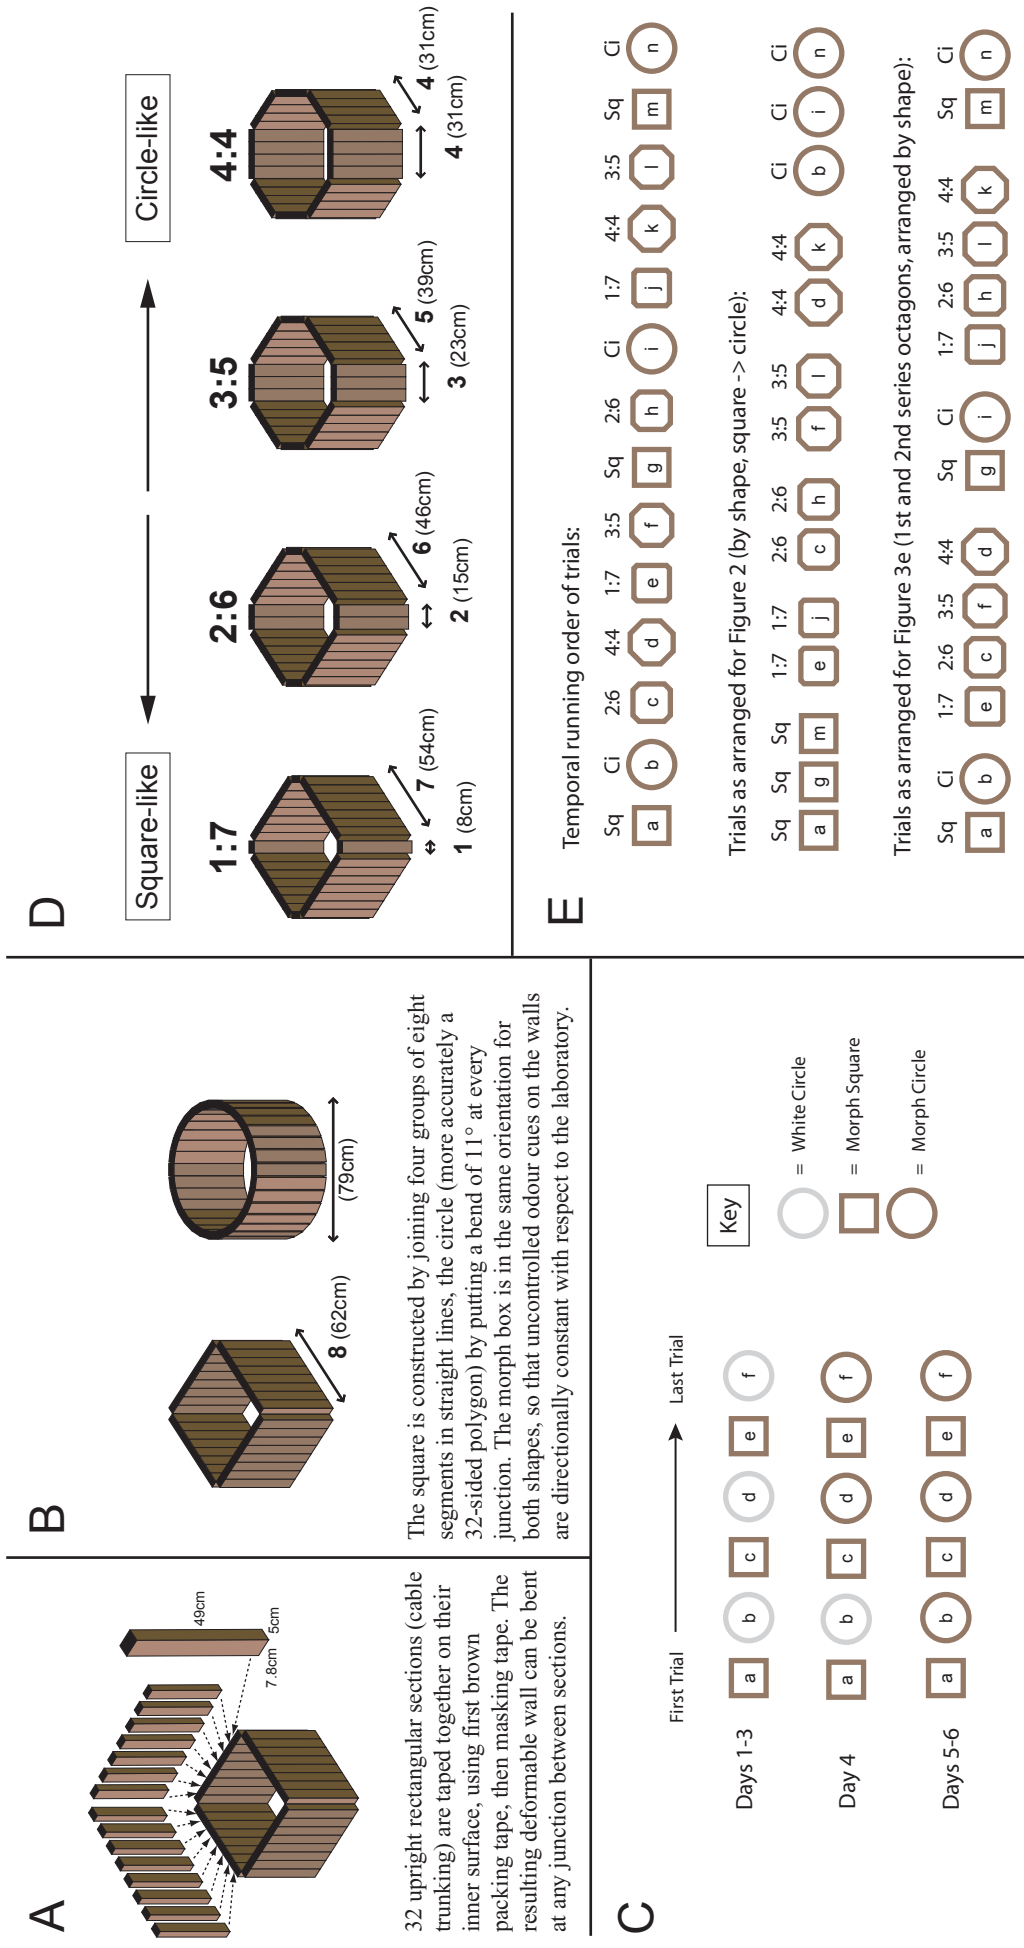 A
49cm
5cm
7.8cm
32 upright rectangular sections (cable
trunking) are taped together on their
inner surface, using first brown
packing tape, then masking tape. The
resulting deformable wall can be bent
at any junction between sections.
B
8 (62cm)
(79cm)
The square is constructed by joining four groups of eight
segments in straight lines, the circle (more accurately a
32-sided polygon) by putting a bend of 11° at every
junction. The morph box is in the same orientation for
both shapes, so that uncontrolled odour cues on the walls
are directionally constant with respect to the laboratory.
C
First Trial Last Trial
Days 1-3 a b c d e f
Day 4 a b c d e f
Days 5-6 a b c d e f
Key
= White Circle
= Morph Square
= Morph Circle
D
Square-like Circle-like
1:7 2:6 3:5 4:4
7 (54cm) 6 (46cm) 5 (39cm) 4 (31cm)
1 (8cm) 2 (15cm) 3 (23cm) 4 (31cm)
E
Temporal running order of trials:
Sq Ci 2:6 4:4 1:7 3:5 Sq 2:6 Ci 1:7 4:4 3:5 Sq Ci
a b c d e f g h i j k l m n
Trials as arranged for Figure 2 (by shape, square -> circle):
Sq Sq Sq 1:7 1:7 2:6 2:6 3:5 3:5 4:4 4:4 Ci Ci Ci
a g m e j c h f l d k b i n
Trials as arranged for Figure 3e (1st and 2nd series octagons, arranged by shape):
Sq Ci 1:7 2:6 3:5 4:4 Sq Ci 1:7 2:6 3:5 4:4 Sq Ci
a b e c f d g i j h l k m n